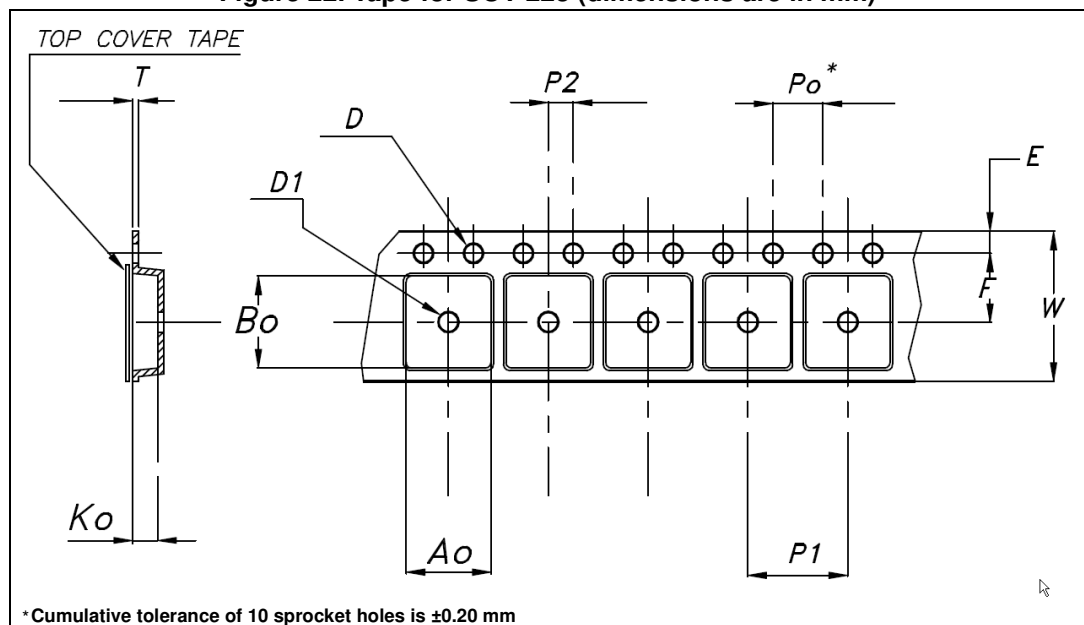 TOP COVER TAPE
T
P2
Po*
D
E
D1
F
W
Bo
Ko
Ao
P1
*Cumulative tolerance of 10 sprocket holes is ±0.20 mm